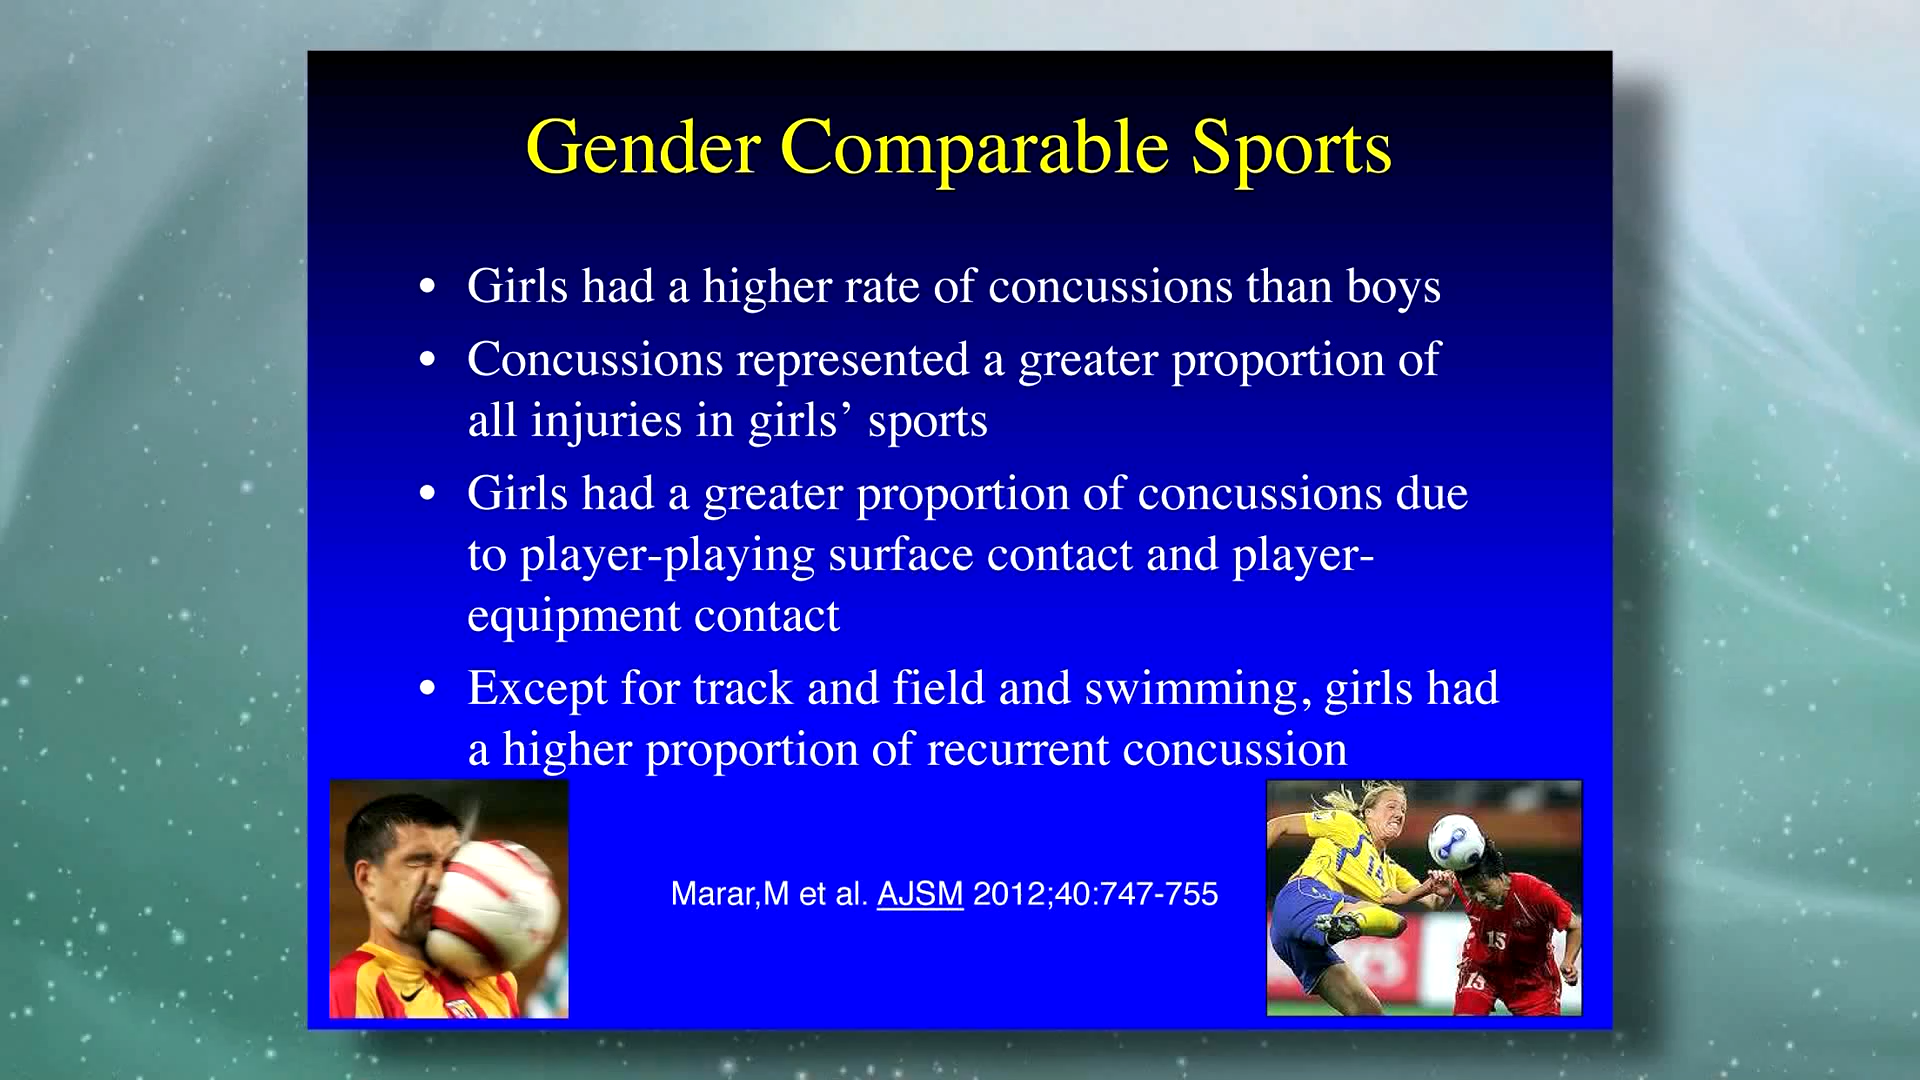 Gender Comparable Sports
• Girls had a higher rate of concussions than boys
• Concussions represented a greater proportion of
all injuries in girls’ sports
• Girls had a greater proportion of concussions due
to player-playing surface contact and player-
equipment contact
• Except for track and field and swimming, girls had
a higher proportion of recurrent concussion
Marar,M et al. AJSM 2012;40:747-755
15
15